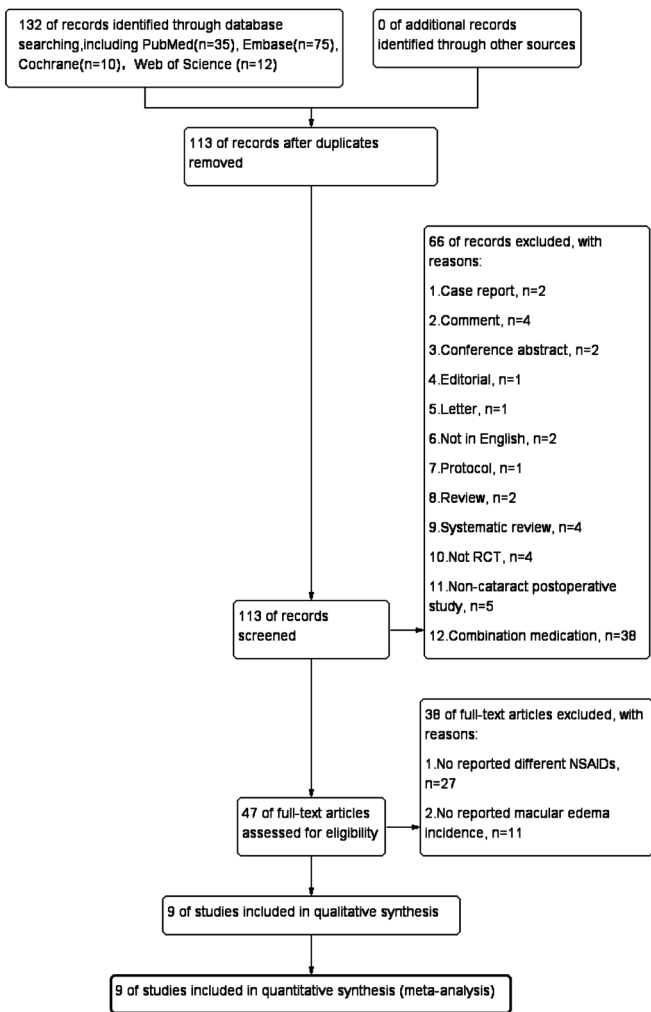 132 of records identified through database
searching,including PubMed(n=35), Embase(n=75),
Cochrane(n=10), Web of Science (n=12)
0 of additional records
identified through other sources
113 of records after duplicates
removed
66 of records excluded, with
reasons:
1.Case report, n=2
2.Comment, n=4
3.Conference abstract, n=2
4.Editorial, n=1
5.Letter, n=1
6.Not in English, n=2
7.Protocol, n=1
8.Review, n=2
9.Systematic review, n=4
10.Not RCT, n=4
11.Non-cataract postoperative
study, n=5
12.Combination medication, n=38
113 of records
screened
38 of full-text articles excluded, with
reasons:
1.No reported different NSAIDs,
n=27
2.No reported macular edema
incidence, n=11
47 of full-text articles
assessed for eligibility
9 of studies included in qualitative synthesis
9 of studies included in quantitative synthesis (meta-analysis)